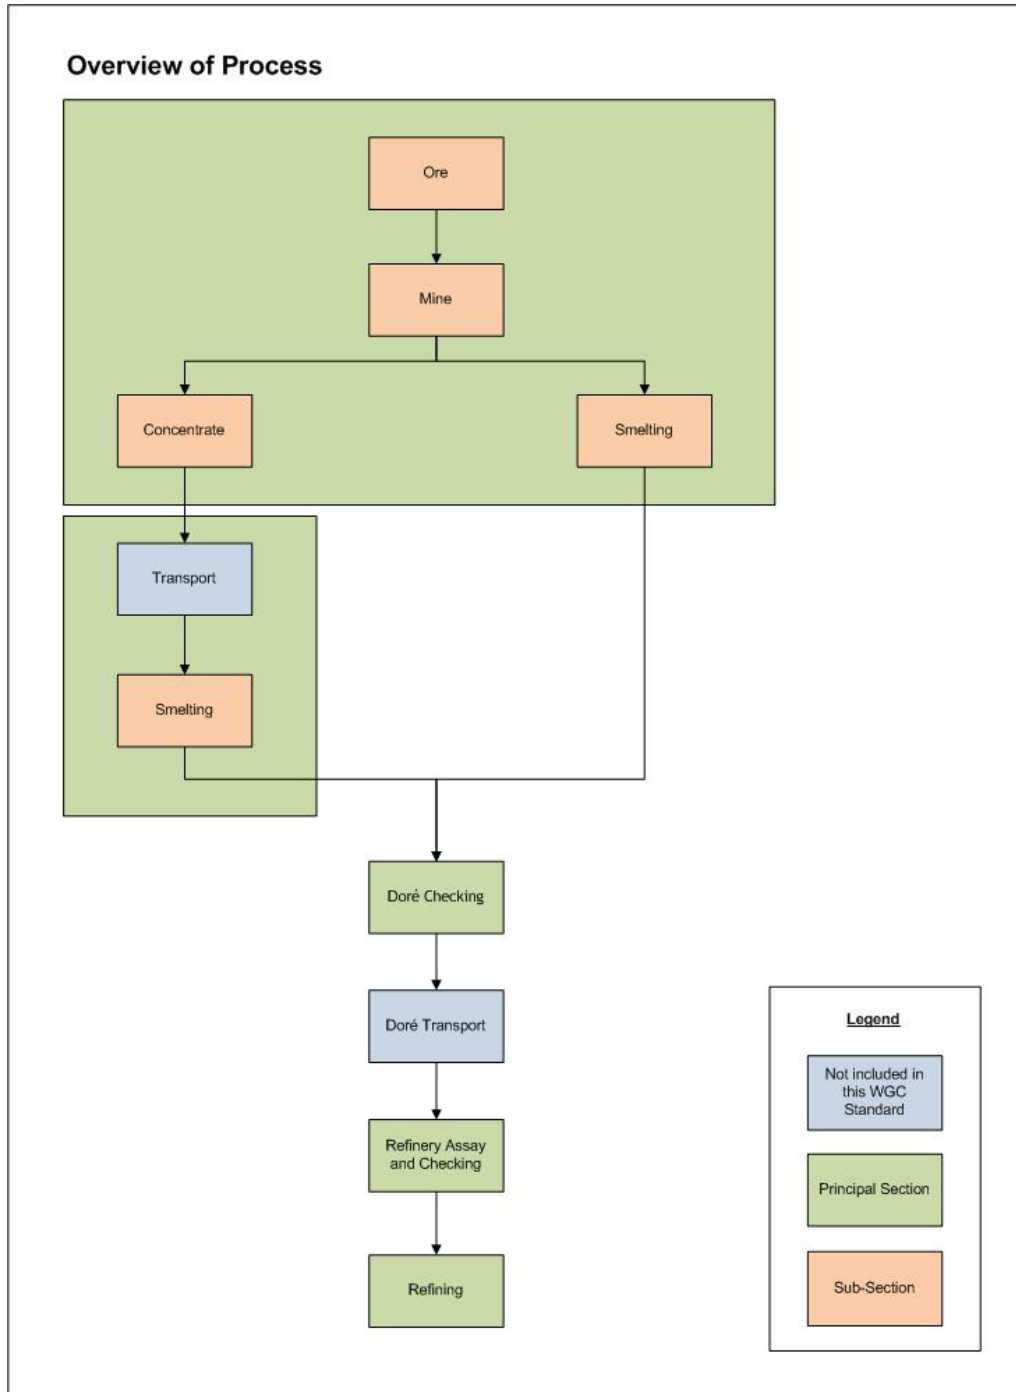 Overview of Process
Ore
Mine
Concentrate
Smelting
Transport
Smelting
Doré Checking
Doré Transport
Refinery Assay
and Checking
Refining
Legend
Not included in
this WGC
Standard
Principal Section
Sub-Section